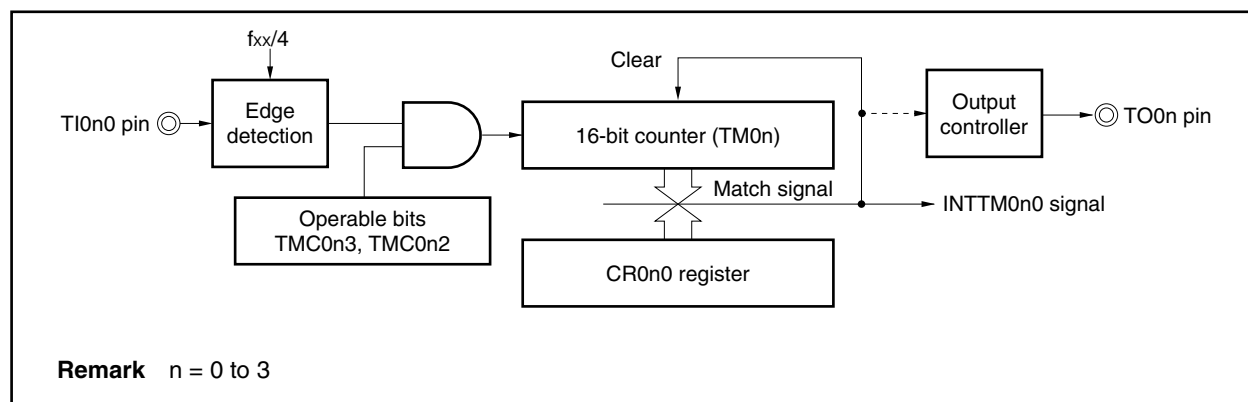 fxx/4
Clear
TI0n0 pin
Edge
detection
16-bit counter (TM0n)
Output
controller
TO0n pin
Operable bits
TMC0n3, TMC0n2
Match signal
INTTM0n0 signal
CR0n0 register
Remark n = 0 to 3